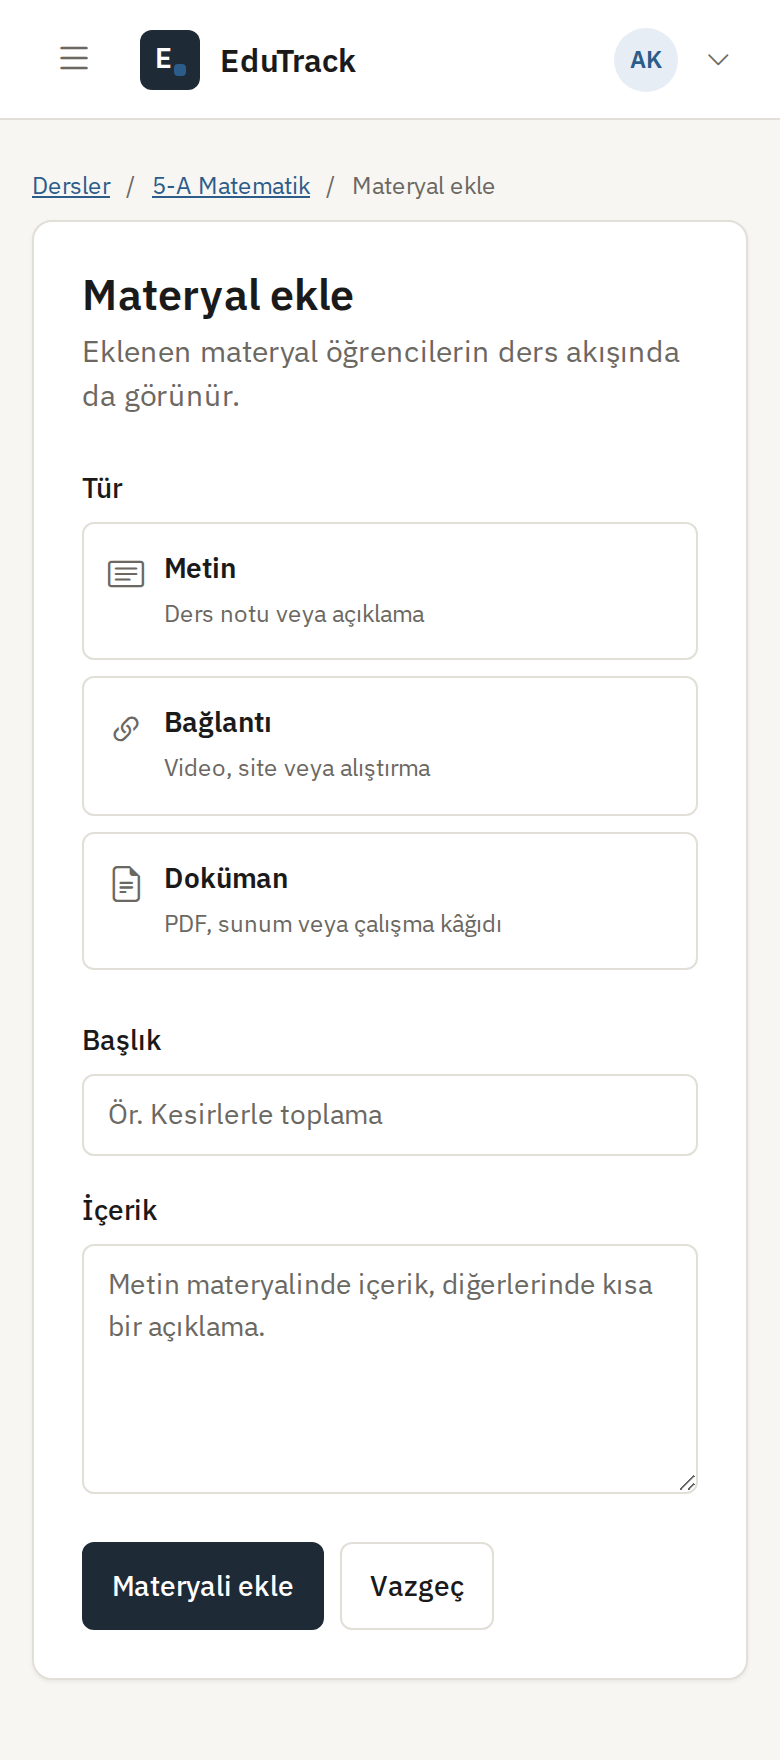 E.
EduTrack
AK
Dersler / 5-A Matematik / Materyal ekle
Materyal ekle
Eklenen materyal öğrencilerin ders akışında
da görünür.
Tür
Metin
Ders notu veya açıklama
Bağlantı
Video, site veya alıştırma
Doküman
PDF, sunum veya çalışma kâğıdı
Başlık
Ör. Kesirlerle toplama
İçerik
Metin materyalinde içerik, diğerlerinde kısa
bir açıklama.
Materyali ekle
Vazgeç